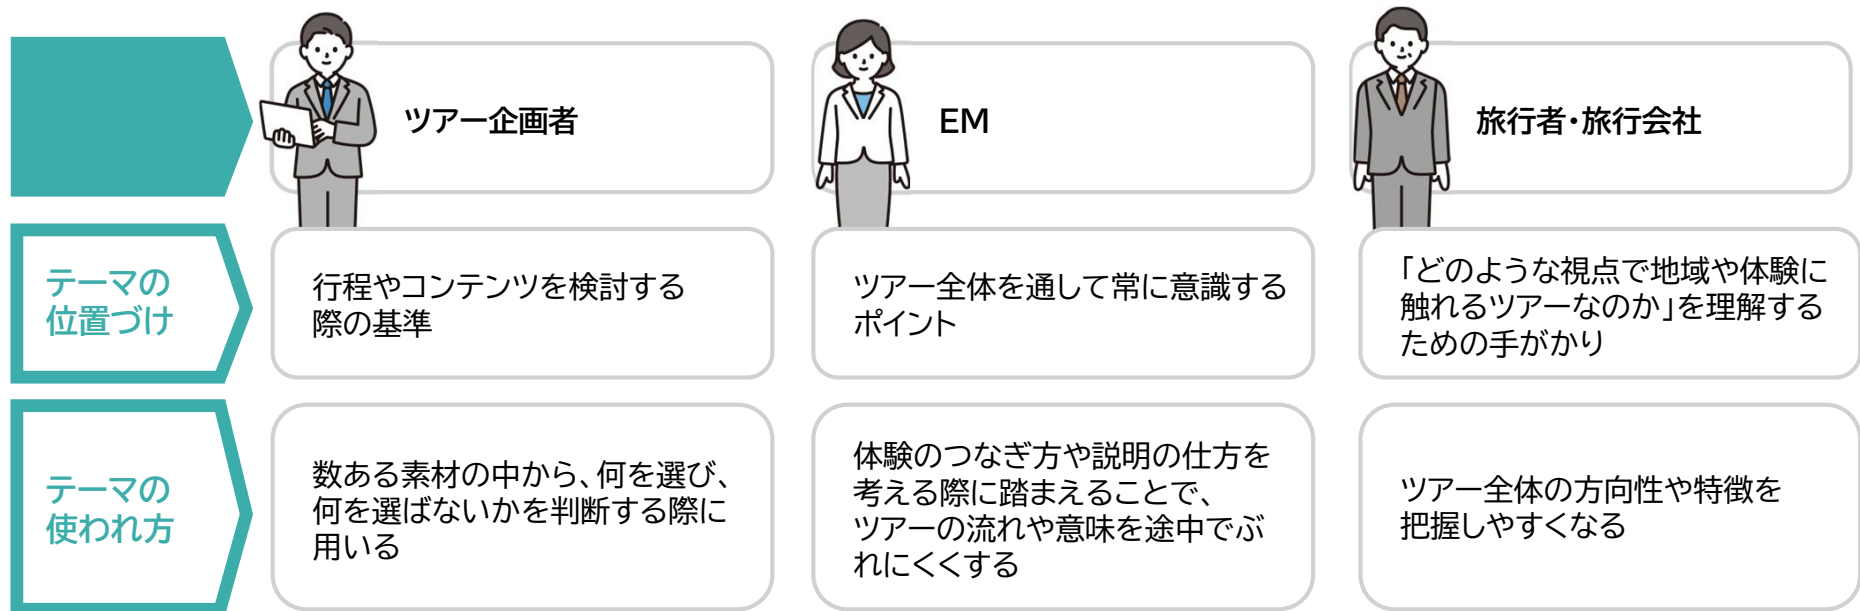 ツアー企画者
EM
旅行者・旅行会社
テーマの
位置づけ
行程やコンテンツを検討する
際の基準
ツアー全体を通して常に意識する
ポイント
「どのような視点で地域や体験に
触れるツアーなのか」を理解する
ための手がかり
テーマの
使われ方
数ある素材の中から、何を選び、
何を選ばないかを判断する際に
用いる
体験のつなぎ方や説明の仕方を
考える際に踏まえることで、
ツアーの流れや意味を途中でぶ
れにくくする
ツアー全体の方向性や特徴を
把握しやすくなる